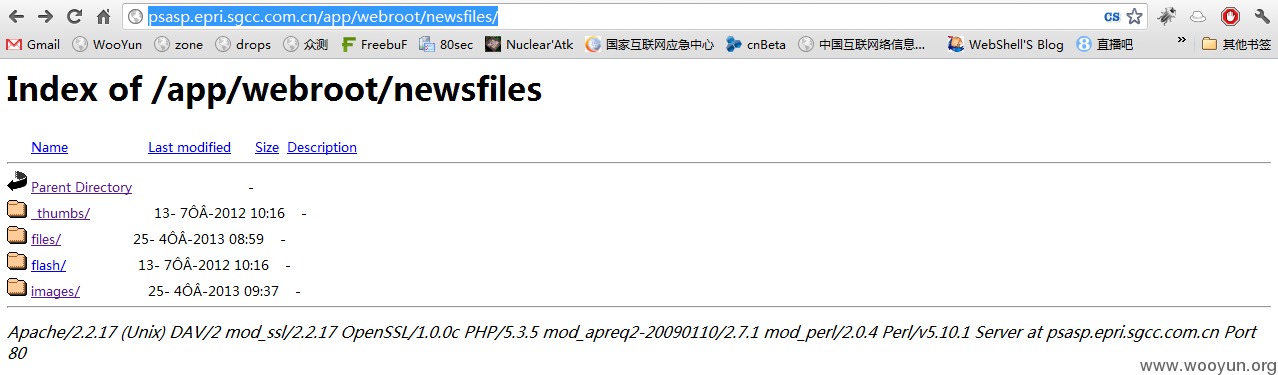 psasp.epri.sgcc.com.cn/app/webroot/newsfiles/
Gmail WooYun zone drops 众测 FreebuF 80sec Nuclear'Atk 国家互联网应急中心 cnBeta 中国互联网络信息... WebShell'S Blog 直播吧 » 其他书签
Index of /app/webroot/newsfiles
Name Last modified Size Description
Parent Directory -
_thumbs/ 13- 7ÔÂ-2012 10:16 -
files/ 25- 4ÔÂ-2013 08:59 -
flash/ 13- 7ÔÂ-2012 10:16 -
images/ 25- 4ÔÂ-2013 09:37 -
Apache/2.2.17 (Unix) DAV/2 mod_ssl/2.2.17 OpenSSL/1.0.0c PHP/5.3.5 mod_apreq2-20090110/2.7.1 mod_perl/2.0.4 Perl/v5.10.1 Server at psasp.epri.sgcc.com.cn Port
80
www.wooyun.org